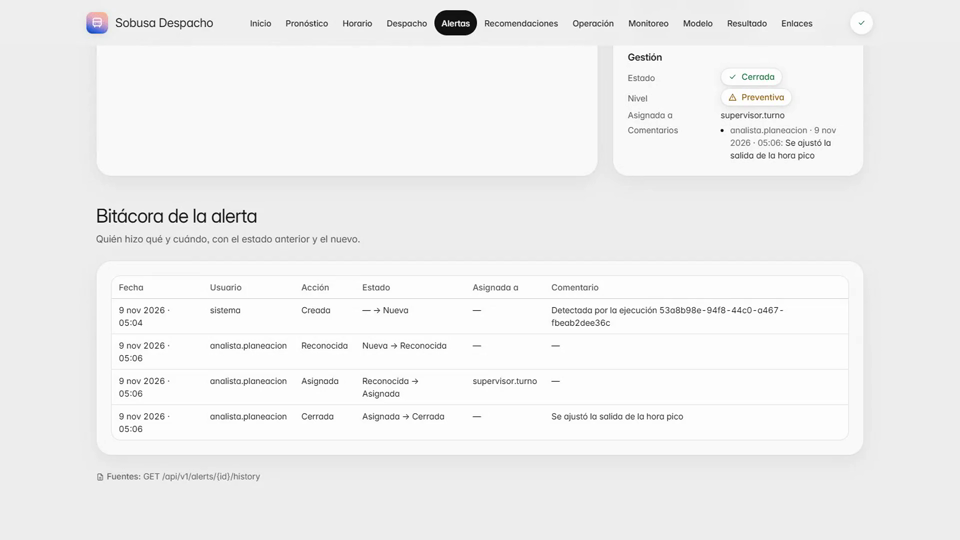 Sobusa Despacho
Inicio Pronóstico Horario Despacho Alertas Recomendaciones Operación Monitoreo Modelo Resultado Enlaces
Gestión
Estado Cerrada
Nivel Preventiva
Asignada a supervisor.turno
Comentarios analista.planeacion · 9 nov
2026 · 05:06: Se ajustó la
salida de la hora pico
Bitácora de la alerta
Quién hizo qué y cuándo, con el estado anterior y el nuevo.
Fecha Usuario Acción Estado Asignada a Comentario
9 nov 2026 · sistema Creada — → Nueva — Detectada por la ejecución 53a8b98e-94f8-44c0-a467-
05:04 fbeab2dee36c
9 nov 2026 · analista.planeacion Reconocida Nueva → Reconocida — —
05:06
9 nov 2026 · analista.planeacion Asignada Reconocida → supervisor.turno —
05:06 Asignada
9 nov 2026 · analista.planeacion Cerrada Asignada → Cerrada — Se ajustó la salida de la hora pico
05:06
Fuentes: GET /api/v1/alerts/{id}/history